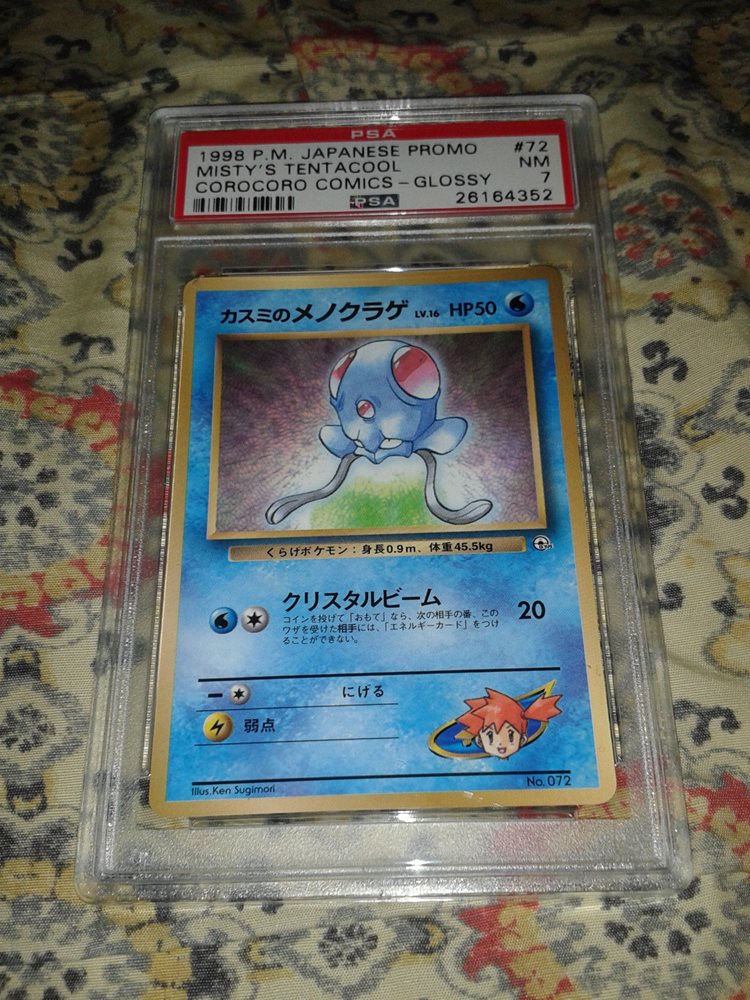 PSA
1998 P.M. JAPANESE PROMO #72
MISTY'S TENTACOOL NM
COROCORO COMICS - GLOSSY 7
PSA 26164352
カスミのメノクラゲ LV.16 HP50
くらげポケモン：身長0.9m、体重45.5kg
クリスタルビーム 20
コインを投げて「おもて」なら、次の相手の番、この
ワザを受けた相手には、「エネルギーカード」をつけ
ることができない。
にげる
弱点
Illus.Ken Sugimori No.072